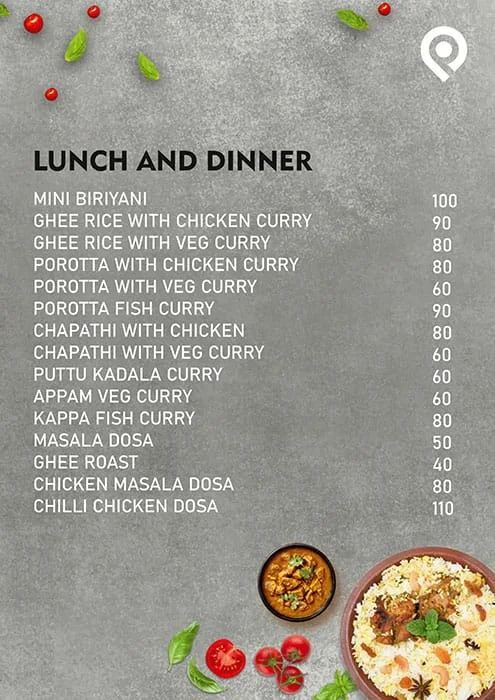 LUNCH AND DINNER
MINI BIRIYANI 100
GHEE RICE WITH CHICKEN CURRY 90
GHEE RICE WITH VEG CURRY 80
POROTTA WITH CHICKEN CURRY 80
POROTTA WITH VEG CURRY 60
POROTTA FISH CURRY 90
CHAPATHI WITH CHICKEN 80
CHAPATHI WITH VEG CURRY 60
PUTTU KADALA CURRY 60
APPAM VEG CURRY 60
KAPPA FISH CURRY 80
MASALA DOSA 50
GHEE ROAST 40
CHICKEN MASALA DOSA 80
CHILLI CHICKEN DOSA 110